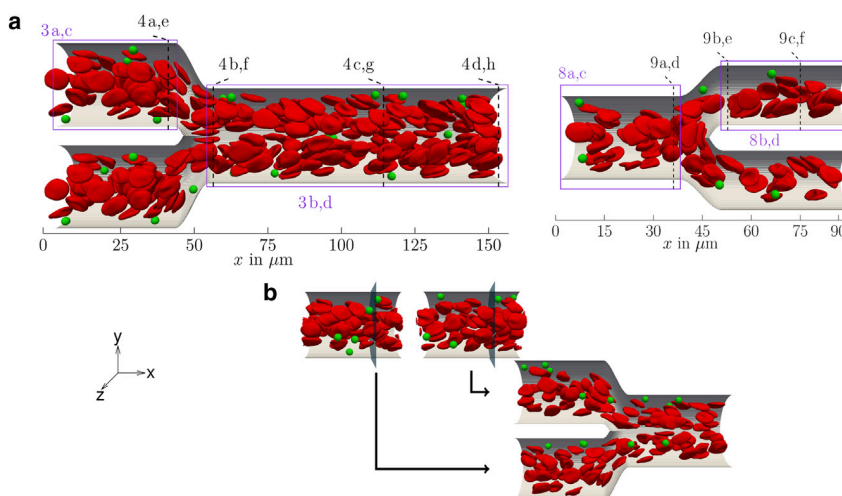 a
3a,c
4a,e
4b,f
4c,g
4d,h
3b,d
0 25 50 75 100 125 150
x in μm
8a,c
9a,d
9b,e
9c,f
8b,d
0 15 30 45 60 75 90
x in μm
b
y
x
z